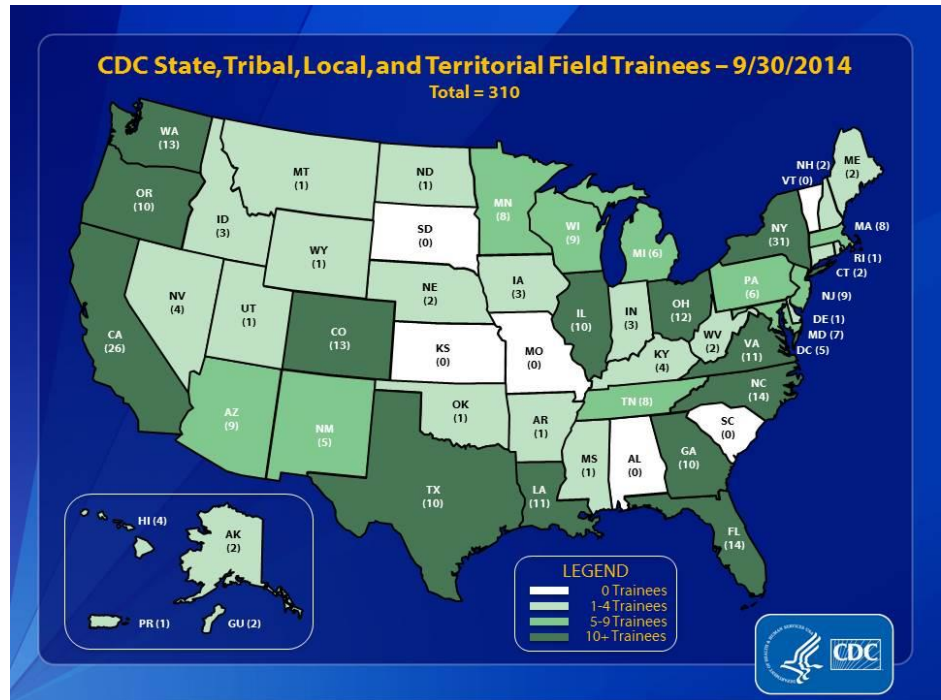 CDC State, Tribal, Local, and Territorial Field Trainees – 9/30/2014
Total = 310
WA
(13)
OR
(10)
CA
(26)
ID
(3)
NV
(4)
MT
(1)
WY
(1)
UT
(1)
AZ
(9)
CO
(13)
NM
(5)
ND
(1)
SD
(0)
NE
(2)
KS
(0)
OK
(1)
TX
(10)
MN
(8)
IA
(3)
MO
(0)
AR
(1)
LA
(11)
WI
(9)
IL
(10)
MI (6)
IN
(3)
OH
(12)
KY
(4)
TN (8)
MS
(1)
AL
(0)
GA
(10)
FL
(14)
SC
(0)
NC
(14)
VA
(11)
WV
(2)
PA
(6)
NY
(31)
NH (2)
VT (0)
ME
(2)
MA (8)
RI (1)
CT (2)
NJ (9)
DE (1)
MD (7)
DC (5)
HI (4)
AK
(2)
PR (1)
GU (2)
LEGEND
0 Trainees
1-4 Trainees
5-9 Trainees
10+ Trainees
DEPARTMENT OF HEALTH & HUMAN SERVICES USA
CDC